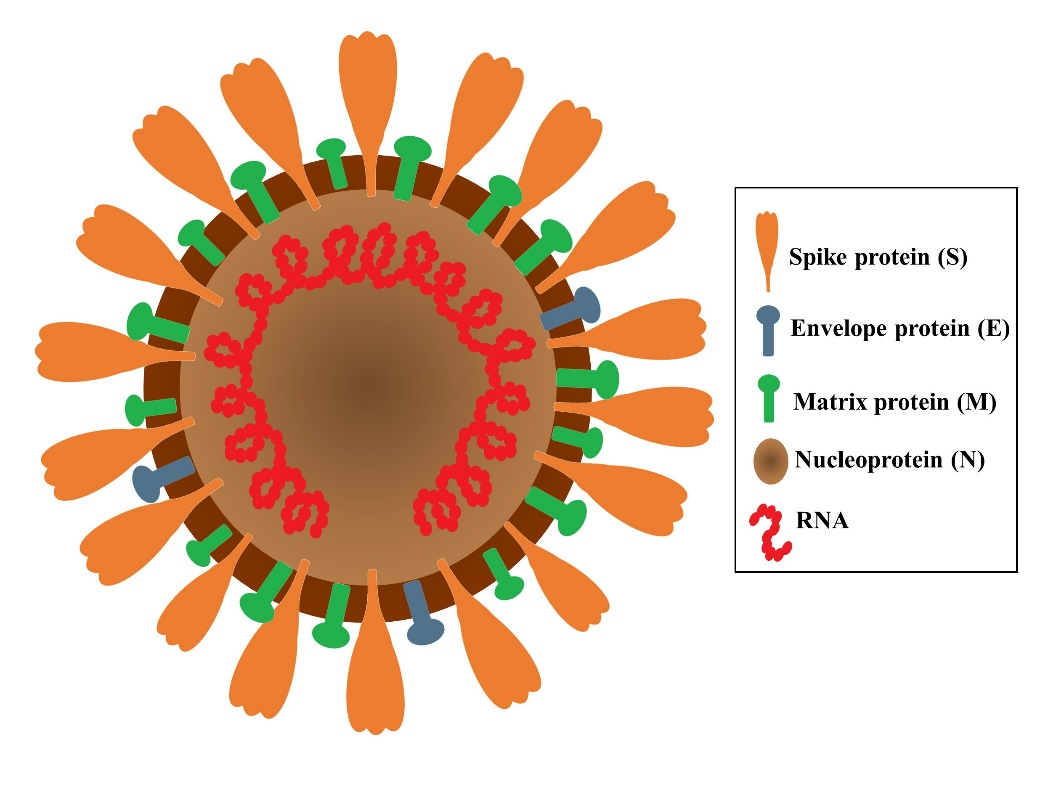 Spike protein (S)
Envelope protein (E)
Matrix protein (M)
Nucleoprotein (N)
RNA